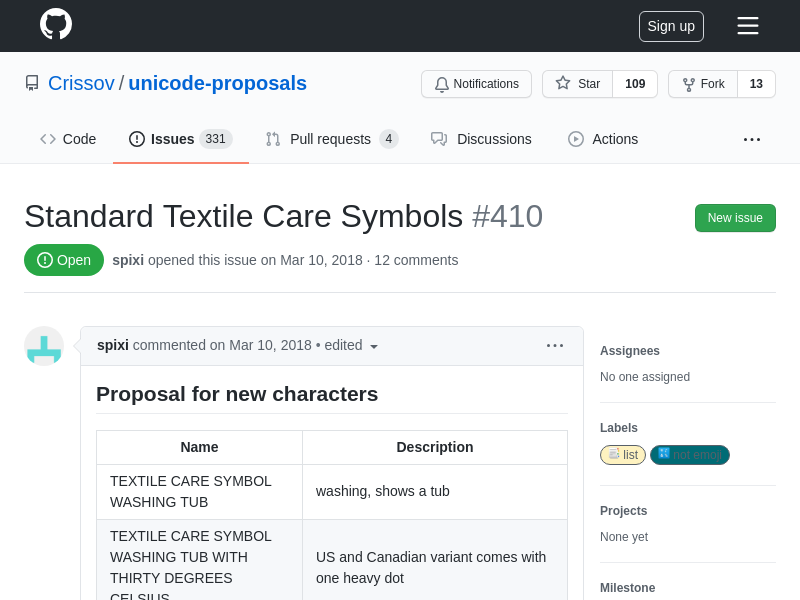 Sign up
Crissov / unicode-proposals
Notifications
Star 109
Fork 13
Code
Issues 331
Pull requests 4
Discussions
Actions
Standard Textile Care Symbols #410
New issue
Open
spixi opened this issue on Mar 10, 2018 · 12 comments
spixi commented on Mar 10, 2018 • edited
Proposal for new characters
Name Description
TEXTILE CARE SYMBOL
WASHING TUB
washing, shows a tub
TEXTILE CARE SYMBOL
WASHING TUB WITH
THIRTY DEGREES
CELSIUS
US and Canadian variant comes with
one heavy dot
Assignees
No one assigned
Labels
list
not emoji
Projects
None yet
Milestone